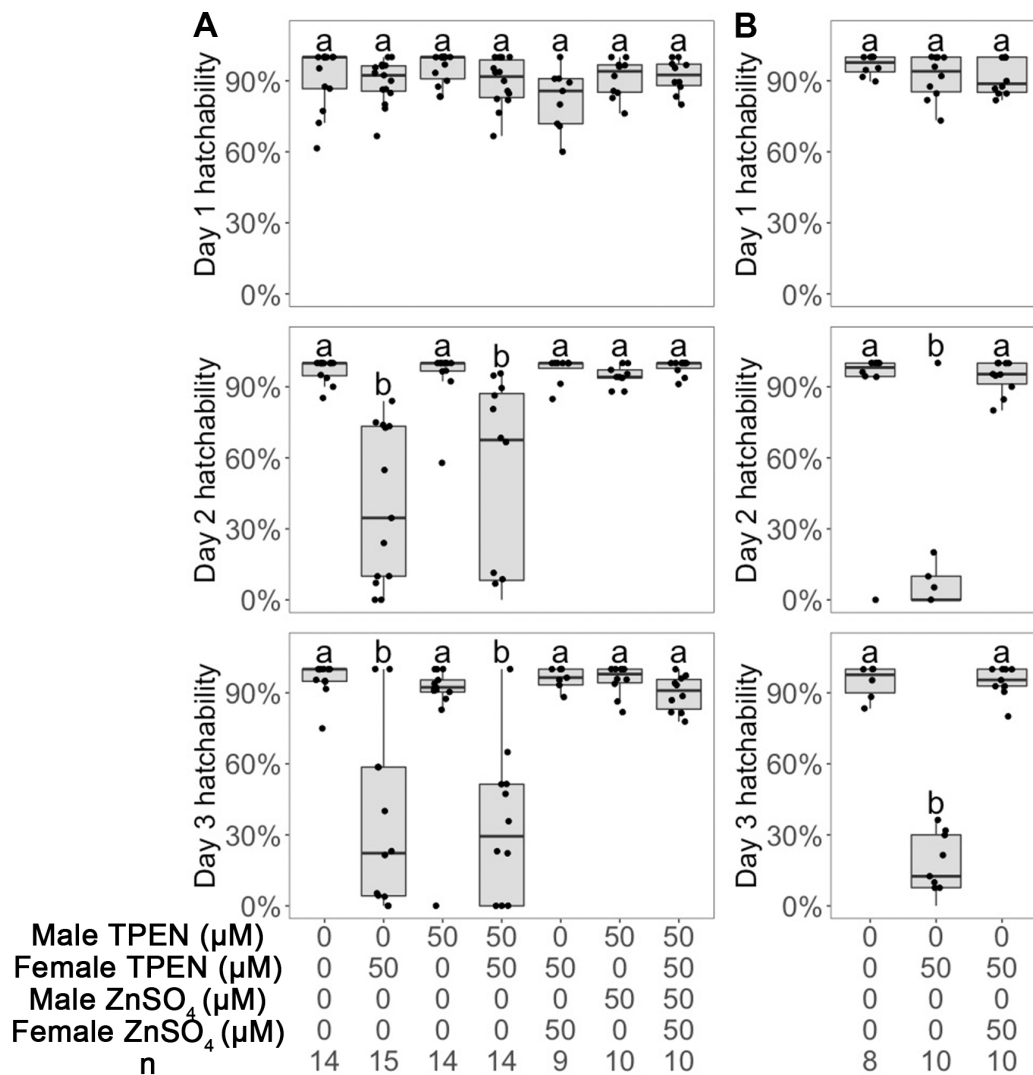 A B
a a a a a a a a a a
Day 1 hatchability 90% 60% 30% 0% Day 1 hatchability 90% 60% 30% 0%
a b a b a a a a b a
Day 2 hatchability 90% 60% 30% 0% Day 2 hatchability 90% 60% 30% 0%
a b a b a a a a b a
Day 3 hatchability 90% 60% 30% 0% Day 3 hatchability 90% 60% 30% 0%
Male TPEN (µM) 0 0 50 50 0 50 50 0 0 0
Female TPEN (µM) 0 50 0 50 50 0 50 0 50 50
Male ZnSO4 (µM) 0 0 0 0 0 50 50 0 0 0
Female ZnSO4 (µM) 0 0 0 0 50 0 50 0 0 50
n 14 15 14 14 9 10 10 8 10 10